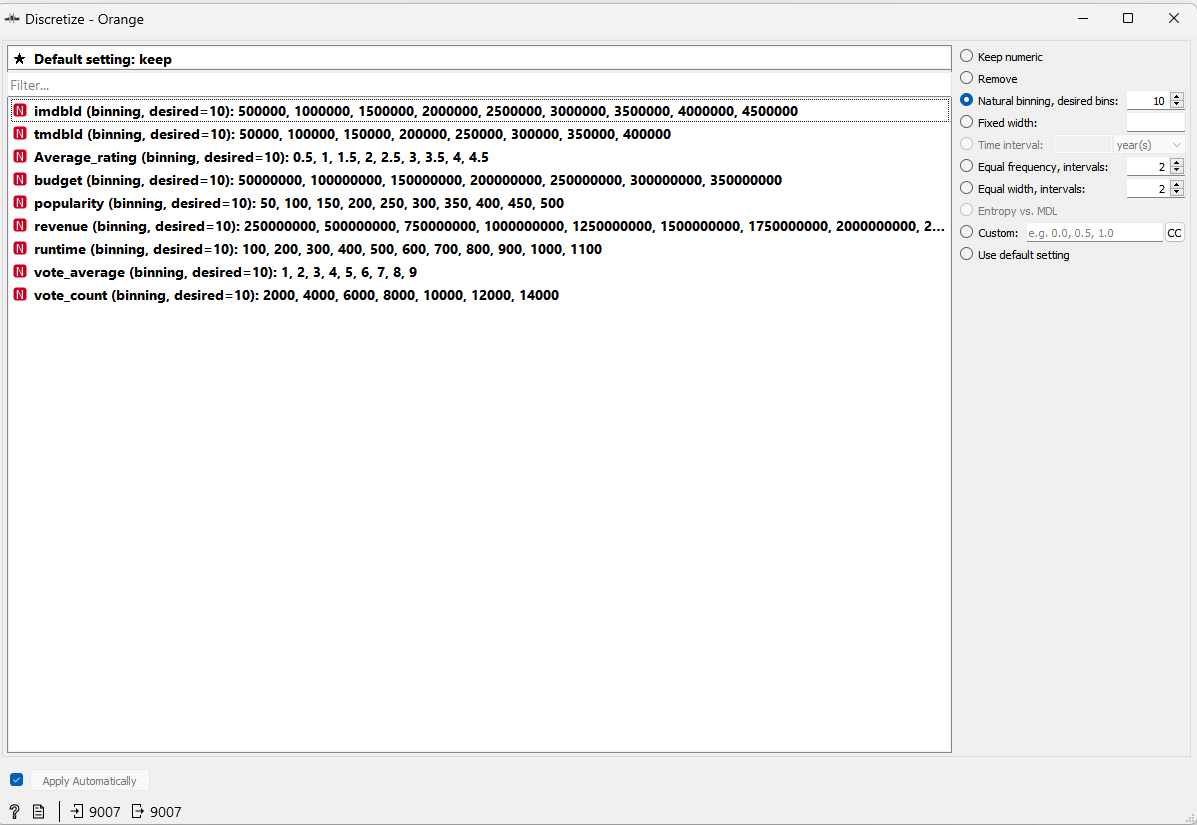 Discretize - Orange
★ Default setting: keep
Filter...
N imdbId (binning, desired=10): 500000, 1000000, 1500000, 2000000, 2500000, 3000000, 3500000, 4000000, 4500000
N tmdbId (binning, desired=10): 50000, 100000, 150000, 200000, 250000, 300000, 350000, 400000
N Average_rating (binning, desired=10): 0.5, 1, 1.5, 2, 2.5, 3, 3.5, 4, 4.5
N budget (binning, desired=10): 50000000, 100000000, 150000000, 200000000, 250000000, 300000000, 350000000
N popularity (binning, desired=10): 50, 100, 150, 200, 250, 300, 350, 400, 450, 500
N revenue (binning, desired=10): 250000000, 500000000, 750000000, 1000000000, 1250000000, 1500000000, 1750000000, 2000000000, 2...
N runtime (binning, desired=10): 100, 200, 300, 400, 500, 600, 700, 800, 900, 1000, 1100
N vote_average (binning, desired=10): 1, 2, 3, 4, 5, 6, 7, 8, 9
N vote_count (binning, desired=10): 2000, 4000, 6000, 8000, 10000, 12000, 14000
Keep numeric
Remove
Natural binning, desired bins: 10
Fixed width:
Time interval: year(s)
Equal frequency, intervals: 2
Equal width, intervals: 2
Entropy vs. MDL
Custom: e.g. 0.0, 0.5, 1.0 CC
Use default setting
Apply Automatically
? 9007 9007